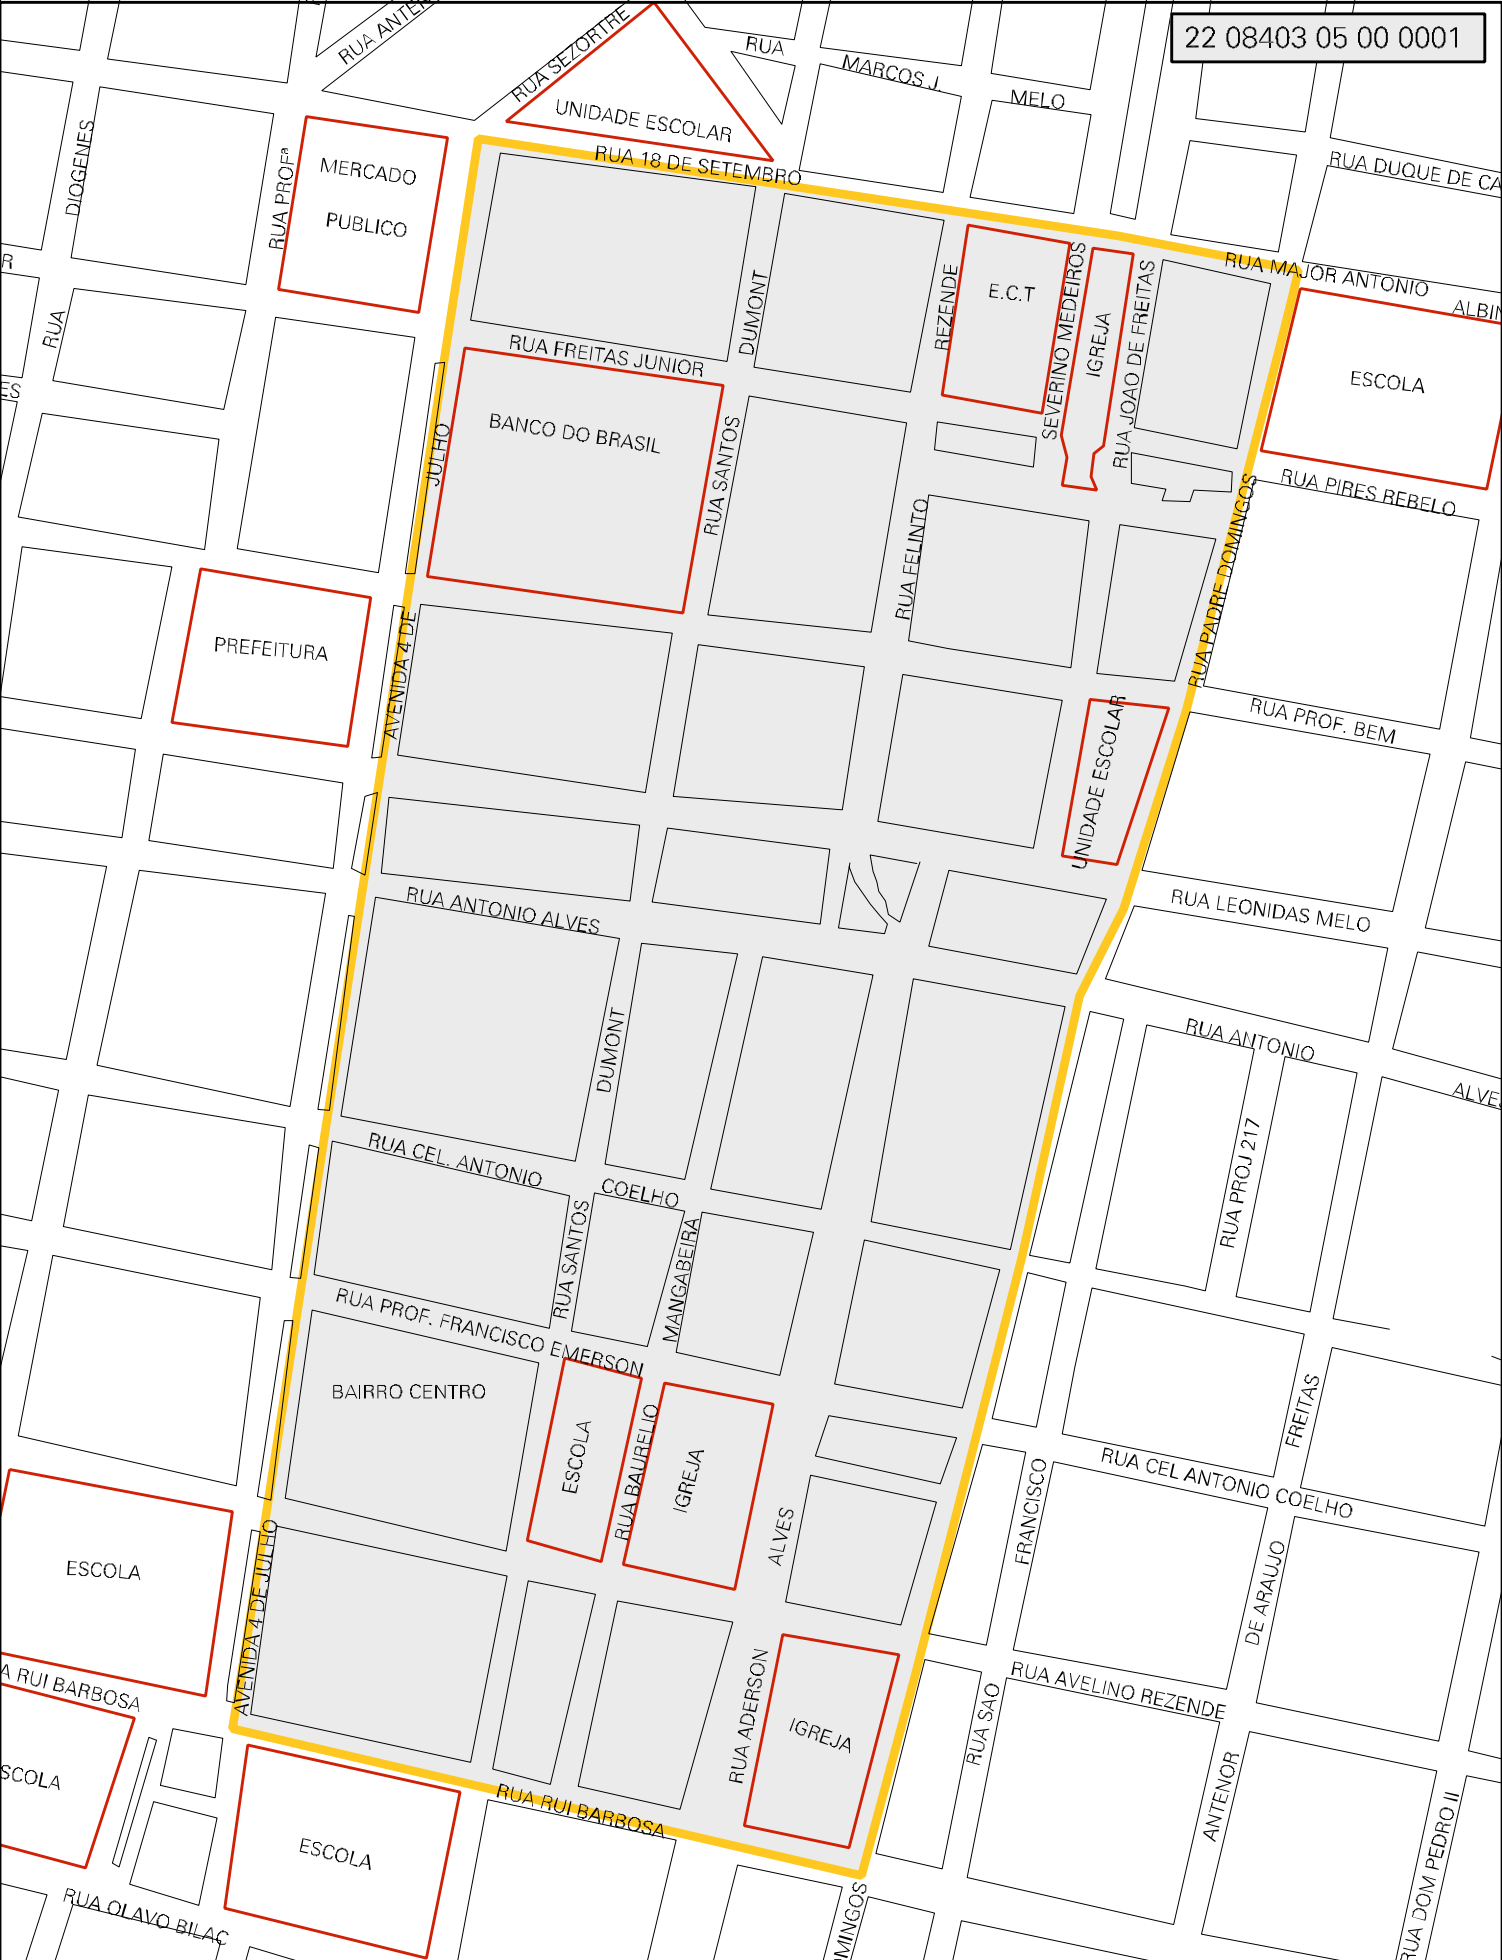 22 08403 05 00 0001
RUA SEZORTRE
RUA
MARCOS J.
MELO
UNIDADE ESCOLAR
RUA 18 DE SETEMBRO
DIOGENES
RUA PROFª
MERCADO
PUBLICO
RUA DUQUE DE CA
RUA MAJOR ANTONIO
ALBIN
RUA
DUMONT
REZENDE
E.C.T
SEVERINO MEDEIROS
IGREJA
RUA JOAO DE FREITAS
ESCOLA
RUA FREITAS JUNIOR
BANCO DO BRASIL
JULHO
RUA SANTOS
RUA PIRES REBELO
RUA FELINTO
RUA PADRE DOMINGOS
PREFEITURA
AVENIDA 4 DE
UNIDADE ESCOLAR
RUA PROF. BEM
RUA ANTONIO ALVES
RUA LEONIDAS MELO
DUMONT
RUA ANTONIO
ALVES
RUA CEL. ANTONIO
COELHO
RUA PROJ 217
RUA SANTOS
MANGABEIRA
RUA PROF. FRANCISCO EMERSON
BAIRRO CENTRO
ESCOLA
RUA BAURELIO
IGREJA
FREITAS
FRANCISCO
RUA CEL ANTONIO COELHO
ALVES
ESCOLA
AVENIDA 4 DE JULHO
DE ARAUJO
A RUI BARBOSA
RUA ADERSON
IGREJA
RUA SAO
RUA AVELINO REZENDE
SCOLA
RUA RUI BARBOSA
ANTENOR
RUA DOM PEDRO II
ESCOLA
RUA OLAVO BILAC
MINGOS